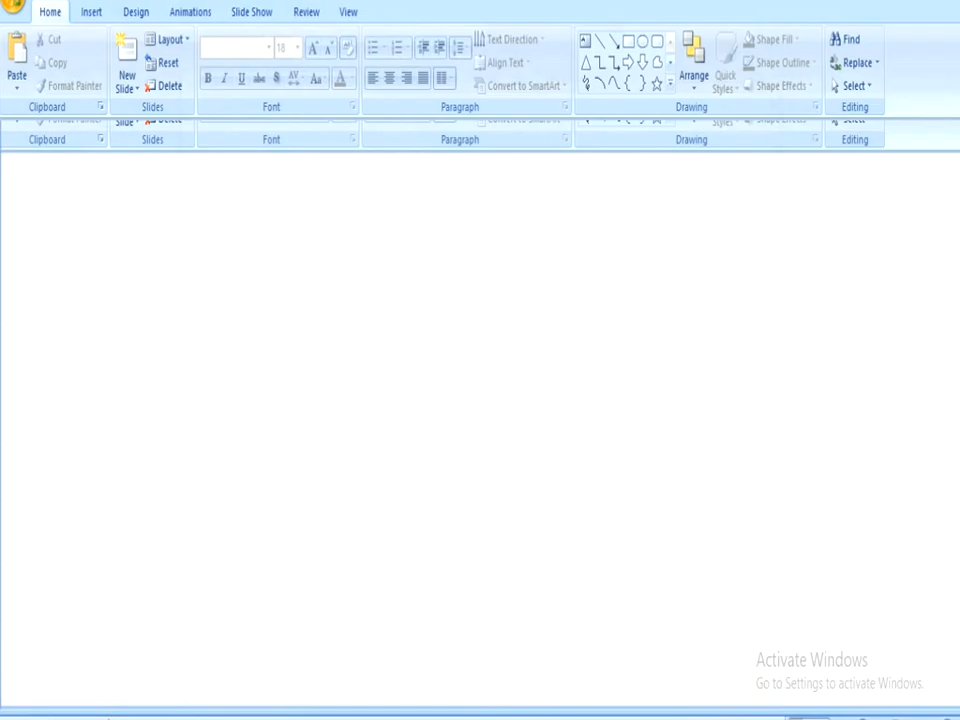 Home Insert Design Animations Slide Show Review View
Cut Layout 18 Text Direction Shape Fill Find
Copy Reset Align Text Shape Outline Replace
Paste New Slide Arrange Quick Styles
Format Painter Delete B I U abc S AV Aa A Convert to SmartArt Shape Effects Select
Clipboard Slides Font Paragraph Drawing Editing
Clipboard Slides Font Paragraph Drawing Editing
Activate Windows
Go to Settings to activate Windows.